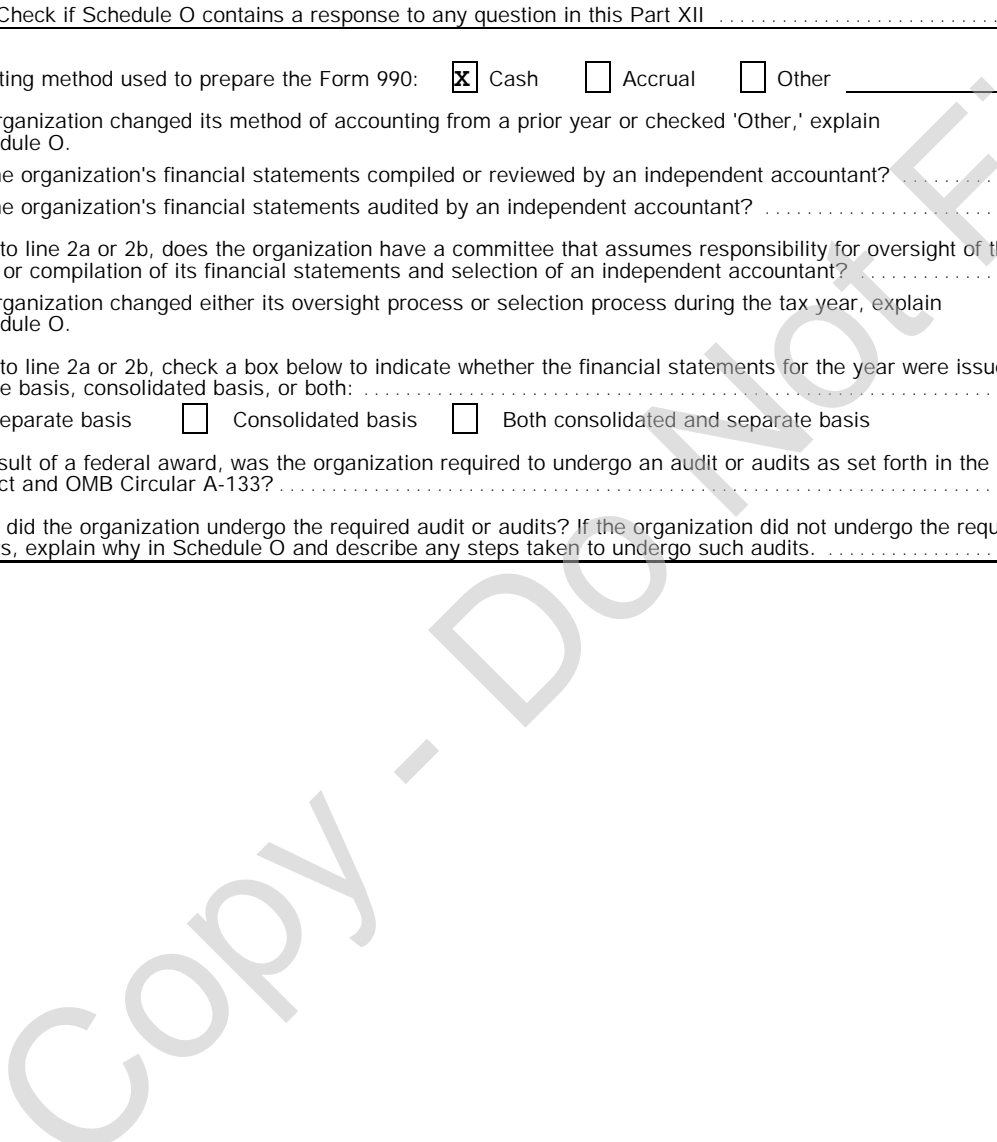 Check if Schedule O contains a response to any question in this Part XII
ting method used to prepare the Form 990: X Cash Accrual Other
rganization changed its method of accounting from a prior year or checked 'Other,' explain
dule O.
e organization's financial statements compiled or reviewed by an independent accountant?
e organization's financial statements audited by an independent accountant?
to line 2a or 2b, does the organization have a committee that assumes responsibility for oversight of th
or compilation of its financial statements and selection of an independent accountant?
rganization changed either its oversight process or selection process during the tax year, explain
dule O.
to line 2a or 2b, check a box below to indicate whether the financial statements for the year were issue
e basis, consolidated basis, or both:
eparate basis Consolidated basis Both consolidated and separate basis
sult of a federal award, was the organization required to undergo an audit or audits as set forth in the
ct and OMB Circular A-133?
did the organization undergo the required audit or audits? If the organization did not undergo the requ
s, explain why in Schedule O and describe any steps taken to undergo such audits.
Copy - Do Not Fi